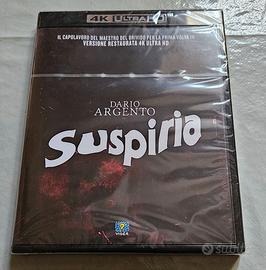 4K ULTRA HD
IL CAPOLAVORO DEL MAESTRO DEL BRIVIDO PER LA PRIMA VOLTA IN
VERSIONE RESTAURATA 4K ULTRA HD
DARIO
ARGENTO
Suspiria
VIDEA
subito